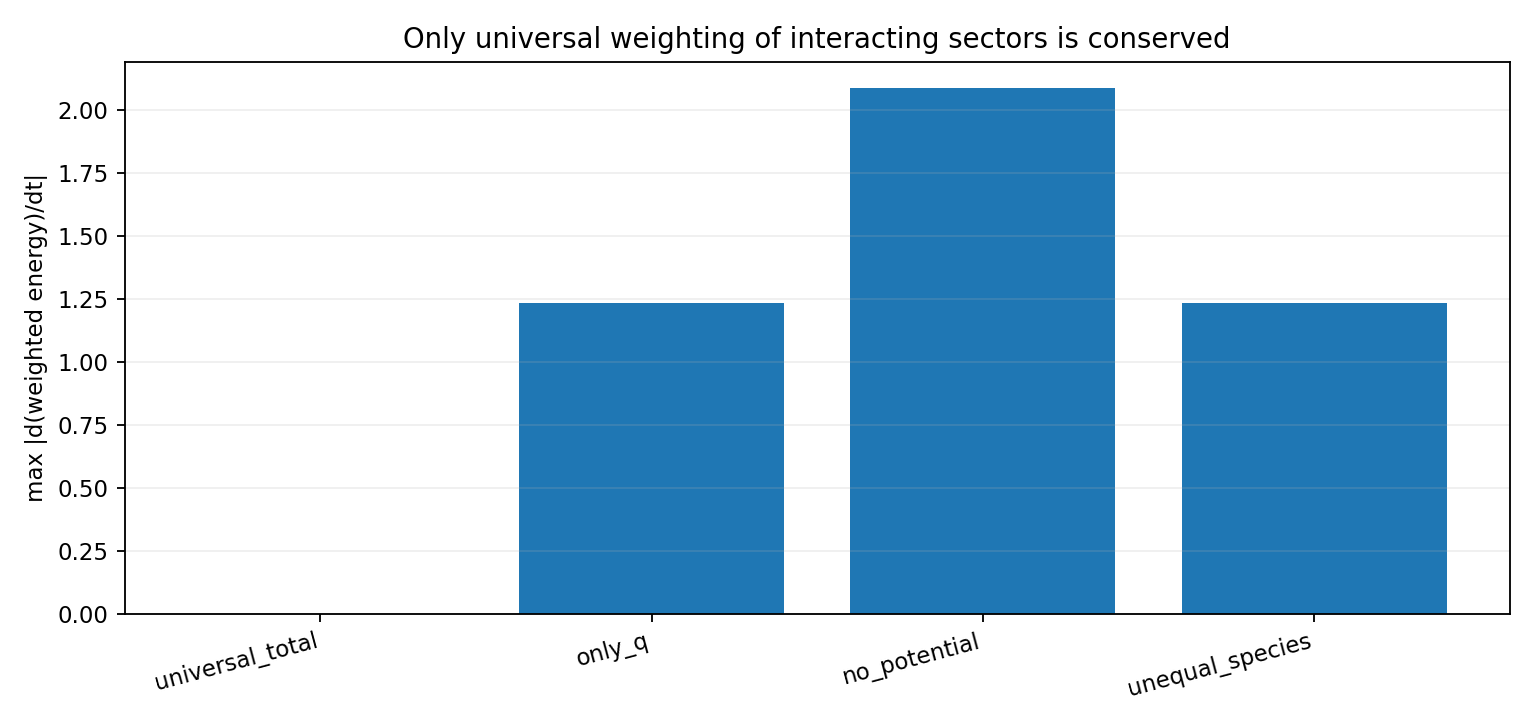 Only universal weighting of interacting sectors is conserved
max |d(weighted energy)/dt|
2.00
1.75
1.50
1.25
1.00
0.75
0.50
0.25
0.00
universal_total
only_q
no_potential
unequal_species